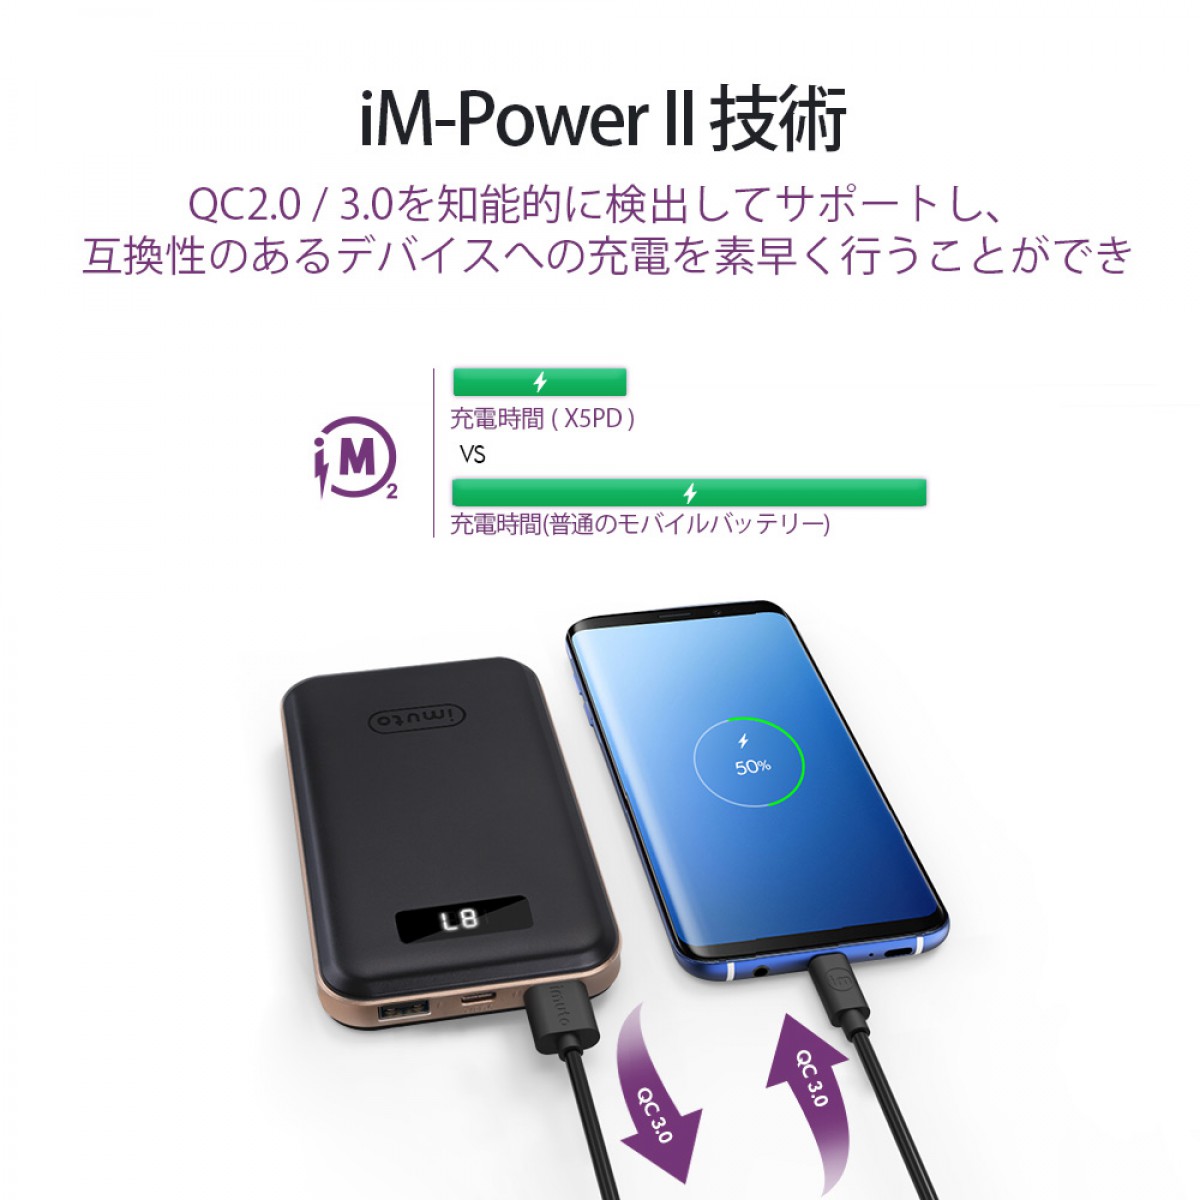 iM-Power II 技術
QC2.0 / 3.0を知能的に検出してサポートし、
互換性のあるデバイスへの充電を素早く行うことができ
充電時間 ( X5PD )
iM2
VS
充電時間(普通のモバイルバッテリー)
imuto
50%
L8
imuto
QC 3.0
QC 3.0